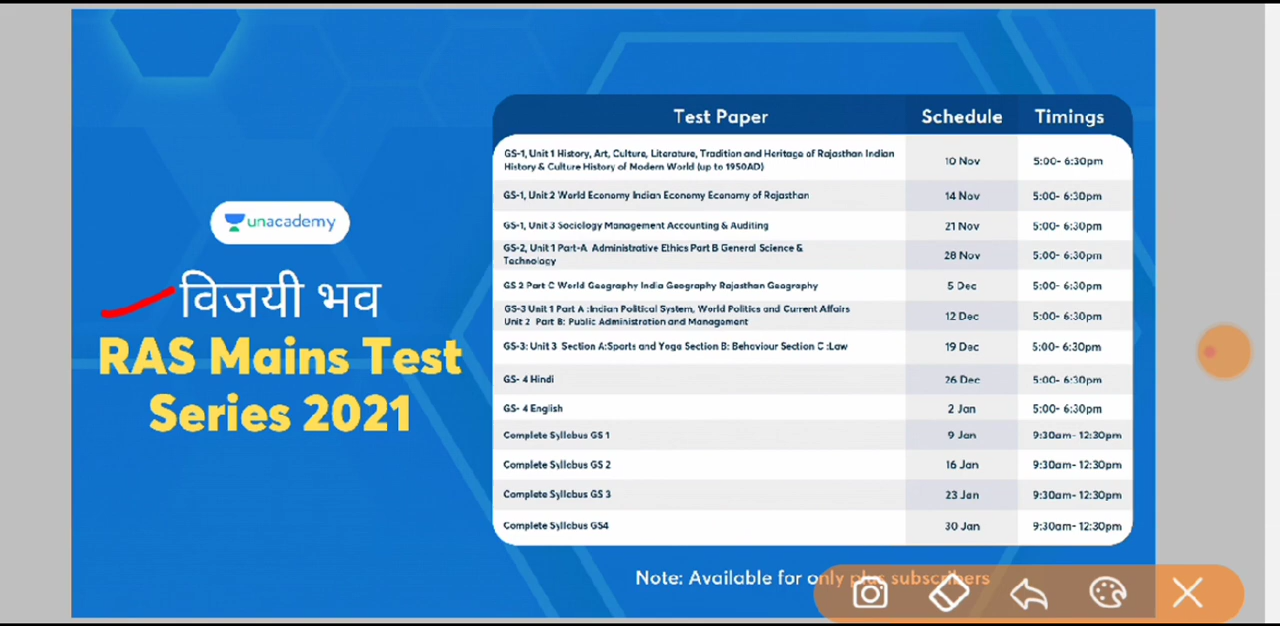 unacademy
विजयी भव
RAS Mains Test
Series 2021
Test Paper Schedule Timings
GS-1, Unit 1 History, Art, Culture, Literature, Tradition and Heritage of Rajasthan Indian
History & Culture History of Modern World (up to 1950AD) 10 Nov 5:00- 6:30pm
GS-1, Unit 2 World Economy Indian Economy Economy of Rajasthan 14 Nov 5:00- 6:30pm
GS-1, Unit 3 Sociology Management Accounting & Auditing 21 Nov 5:00- 6:30pm
GS-2, Unit 1 Part-A Administrative Ethics Part B General Science &
Technology 28 Nov 5:00- 6:30pm
GS 2 Part C World Geography India Geography Rajasthan Geography 5 Dec 5:00- 6:30pm
GS-3 Unit 1 Part A :Indian Political System, World Politics and Current Affairs
Unit 2 Part B: Public Administration and Management 12 Dec 5:00- 6:30pm
GS-3: Unit 3 Section A:Sports and Yoga Section B: Behaviour Section C :Law 19 Dec 5:00- 6:30pm
GS- 4 Hindi 26 Dec 5:00- 6:30pm
GS- 4 English 2 Jan 5:00- 6:30pm
Complete Syllabus GS 1 9 Jan 9:30am- 12:30pm
Complete Syllabus GS 2 16 Jan 9:30am- 12:30pm
Complete Syllabus GS 3 23 Jan 9:30am- 12:30pm
Complete Syllabus GS4 30 Jan 9:30am- 12:30pm
Note: Available for only plus subscribers